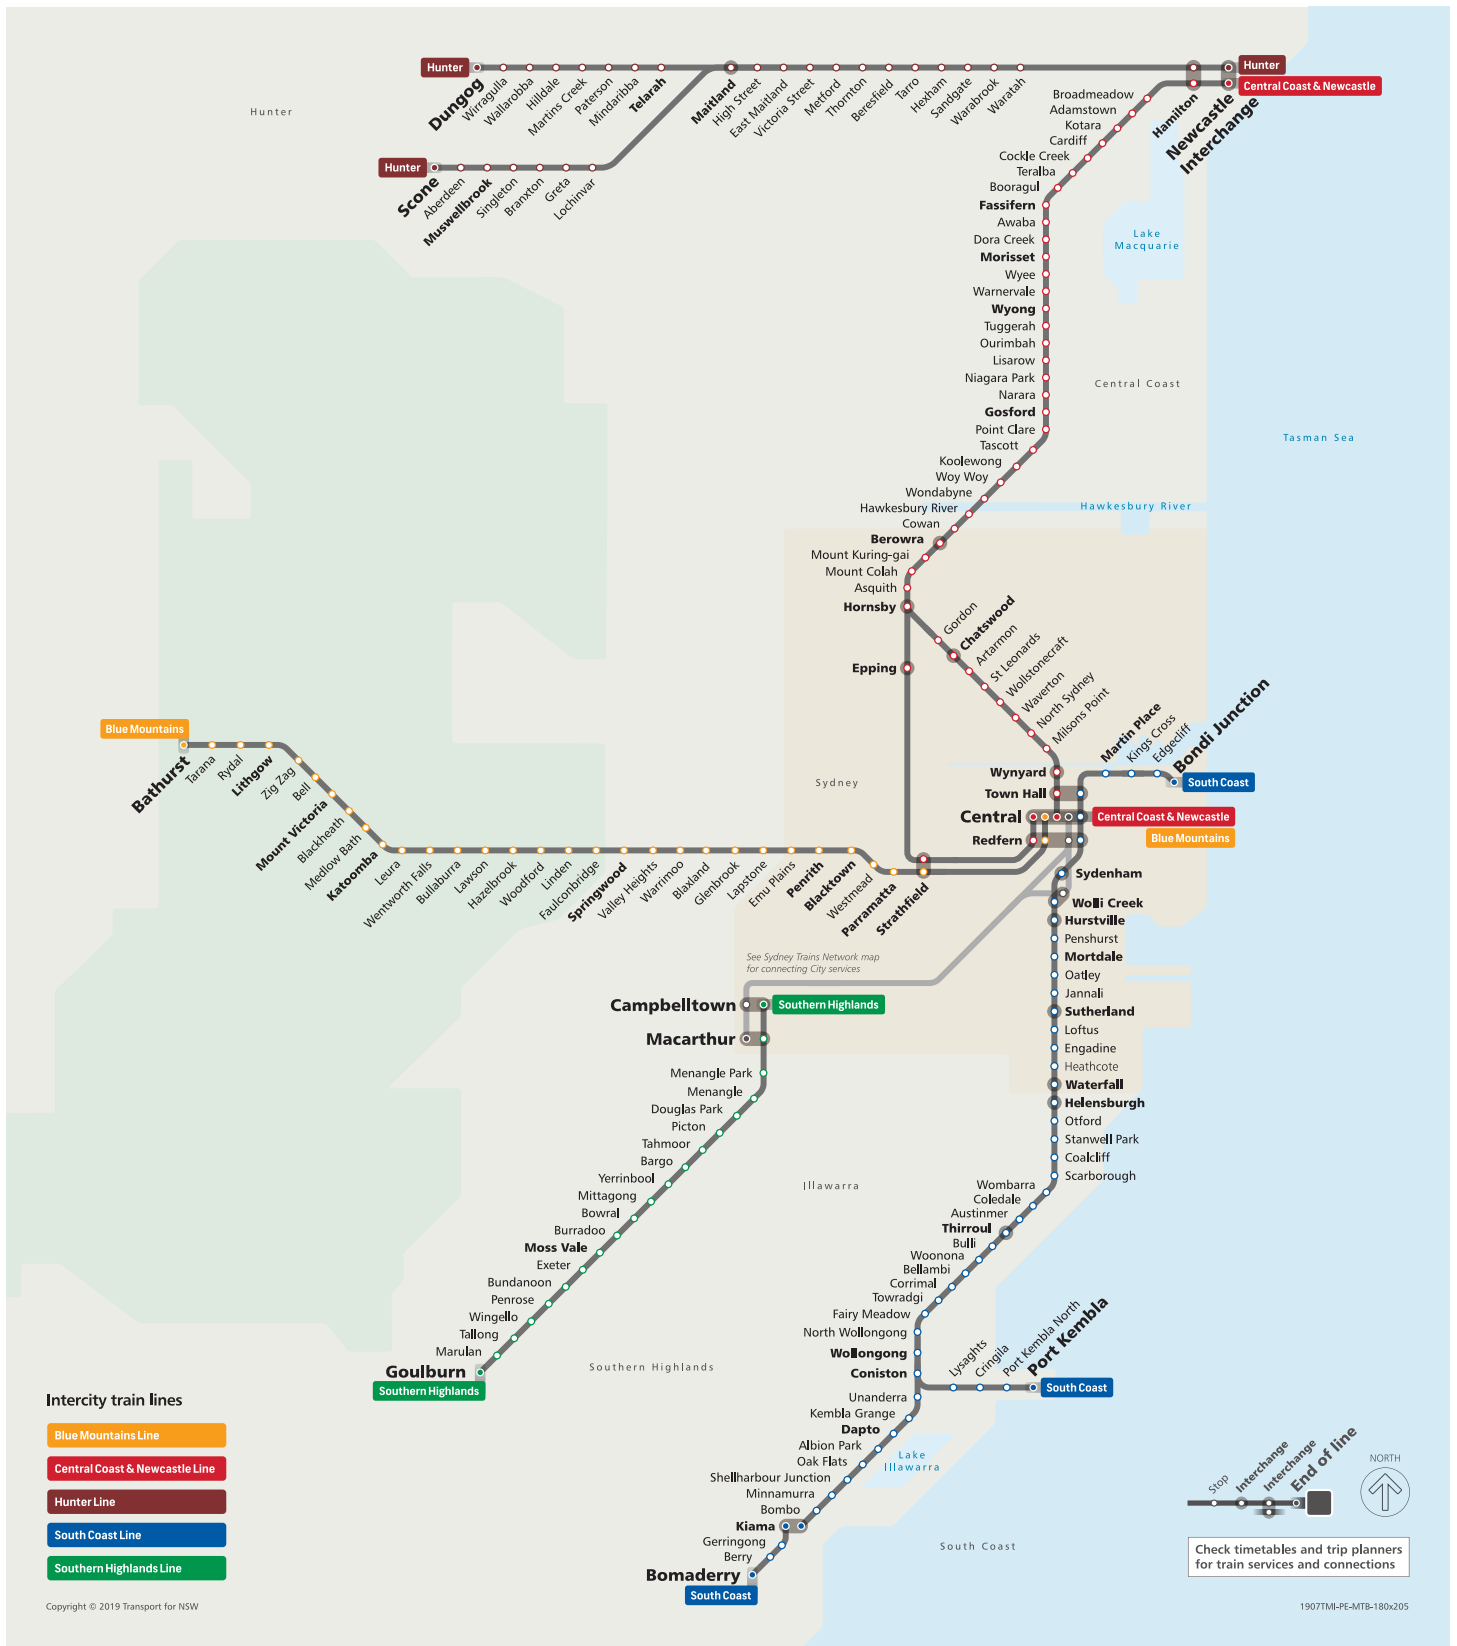 Hunter
Dungog
Wirragulla
Wallarobba
Hilldale
Martins Creek
Paterson
Mindaribba
Telarah
Maitland
High Street
East Maitland
Victoria Street
Metford
Thornton
Beresfield
Tarro
Hexham
Sandgate
Warabrook
Waratah
Hamilton
Newcastle
Interchange
Hunter
Central Coast & Newcastle
Hunter
Hunter
Scone
Aberdeen
Muswellbrook
Singleton
Branxton
Greta
Lochinvar
Broadmeadow
Adamstown
Kotara
Cardiff
Cockle Creek
Teralba
Booragul
Fassifern
Awaba
Dora Creek
Morisset
Wyee
Warnervale
Wyong
Tuggerah
Ourimbah
Lisarow
Niagara Park
Narara
Gosford
Point Clare
Tascott
Koolewong
Woy Woy
Wondabyne
Hawkesbury River
Cowan
Berowra
Mount Kuring-gai
Mount Colah
Asquith
Hornsby
Lake
Macquarie
Central Coast
Tasman Sea
Hawkesbury River
Gordon
Chatswood
Artarmon
St Leonards
Wollstonecraft
Waverton
North Sydney
Milsons Point
Epping
Wynyard
Town Hall
Central
Redfern
Martin Place
Kings Cross
Edgecliff
Bondi Junction
South Coast
Central Coast & Newcastle
Blue Mountains
Sydney
Blue Mountains
Bathurst
Tarana
Rydal
Lithgow
Zig Zag
Bell
Mount Victoria
Blackheath
Medlow Bath
Katoomba
Leura
Wentworth Falls
Bullaburra
Lawson
Hazelbrook
Woodford
Linden
Faulconbridge
Springwood
Valley Heights
Warrimoo
Blaxland
Glenbrook
Lapstone
Emu Plains
Penrith
Blacktown
Westmead
Parramatta
Strathfield
Sydenham
Wolli Creek
Hurstville
Penshurst
Mortdale
Oatley
Jannali
Sutherland
Loftus
Engadine
Heathcote
Waterfall
Helensburgh
Otford
Stanwell Park
Coalcliff
Scarborough
Wombarra
Coledale
Austinmer
Thirroul
Bulli
Woonona
Bellambi
Corrimal
Towradgi
Fairy Meadow
North Wollongong
Wollongong
Coniston
Lysaghts
Cringila
Port Kembla North
Port Kembla
South Coast
Unanderra
Kembla Grange
Dapto
Albion Park
Oak Flats
Shellharbour Junction
Minnamurra
Bombo
Kiama
Gerringong
Berry
Bomaderry
South Coast
Lake
Illawarra
Illawarra
South Coast
See Sydney Trains Network map
for connecting City services
Campbelltown
Southern Highlands
Macarthur
Menangle Park
Menangle
Douglas Park
Picton
Tahmoor
Bargo
Yerrinbool
Mittagong
Bowral
Burradoo
Moss Vale
Exeter
Bundanoon
Penrose
Wingello
Tallong
Marulan
Goulburn
Southern Highlands
Southern Highlands
Intercity train lines
Blue Mountains Line
Central Coast & Newcastle Line
Hunter Line
South Coast Line
Southern Highlands Line
Copyright © 2019 Transport for NSW
Stop
Interchange
Interchange
End of line
NORTH
Check timetables and trip planners
for train services and connections
1907TMI-PE-MTB-180x205